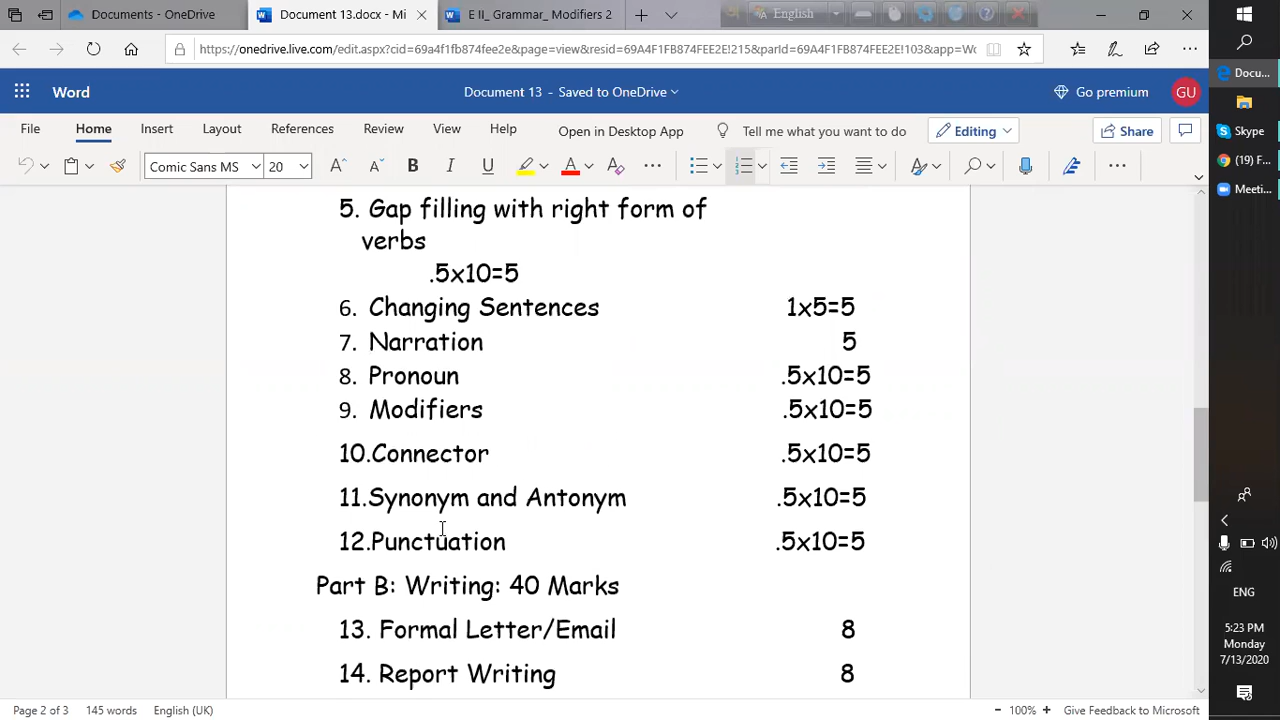 Documents - OneDrive
Document 13.docx - Mi
E II_ Grammar_ Modifiers 2
English
https://onedrive.live.com/edit.aspx?cid=69a4f1fb874fee2e&page=view&resid=69A4F1FB874FEE2E!215&parId=69A4F1FB874FEE2E!103&app=Wo
Word
Document 13 - Saved to OneDrive
Go premium
GU
File
Home
Insert
Layout
References
Review
View
Help
Open in Desktop App
Tell me what you want to do
Editing
Share
Comic Sans MS
20
5. Gap filling with right form of
verbs
.5x10=5
6. Changing Sentences 1x5=5
7. Narration 5
8. Pronoun .5x10=5
9. Modifiers .5x10=5
10.Connector .5x10=5
11.Synonym and Antonym .5x10=5
12.Punctuation .5x10=5
Part B: Writing: 40 Marks
13. Formal Letter/Email 8
14. Report Writing 8
Page 2 of 3
145 words
English (UK)
100%
Give Feedback to Microsoft
Docu...
Skype
(19) F...
Meeti...
ENG
5:23 PM
Monday
7/13/2020